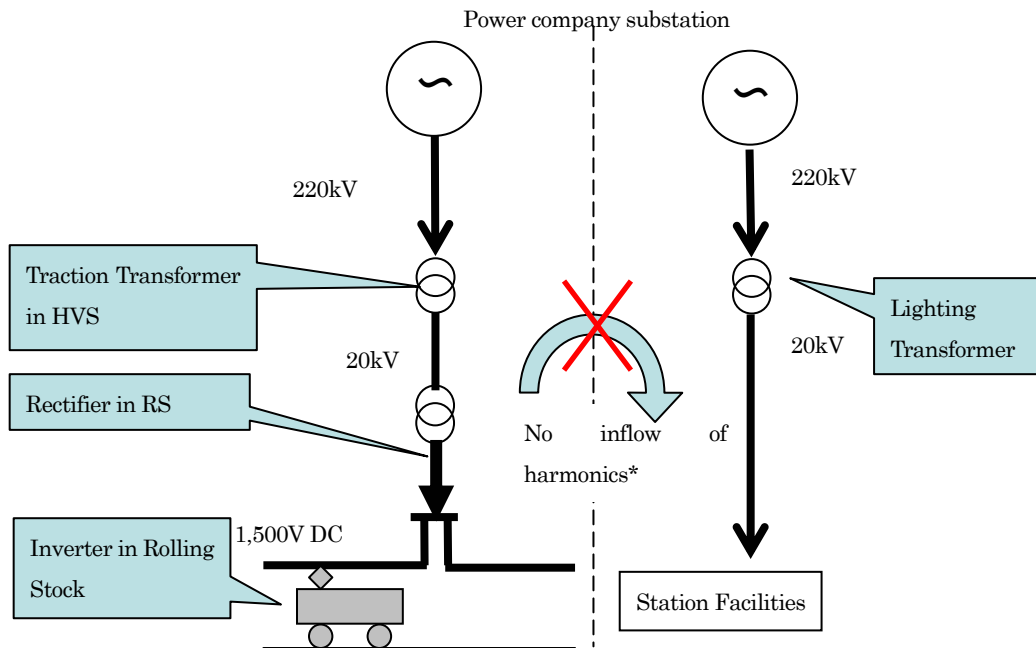 Power company substation
220kV
220kV
Traction Transformer
in HVS
Lighting
Transformer
20kV
20kV
Rectifier in RS
No inflow of
harmonics*
1,500V DC
Inverter in Rolling
Stock
Station Facilities